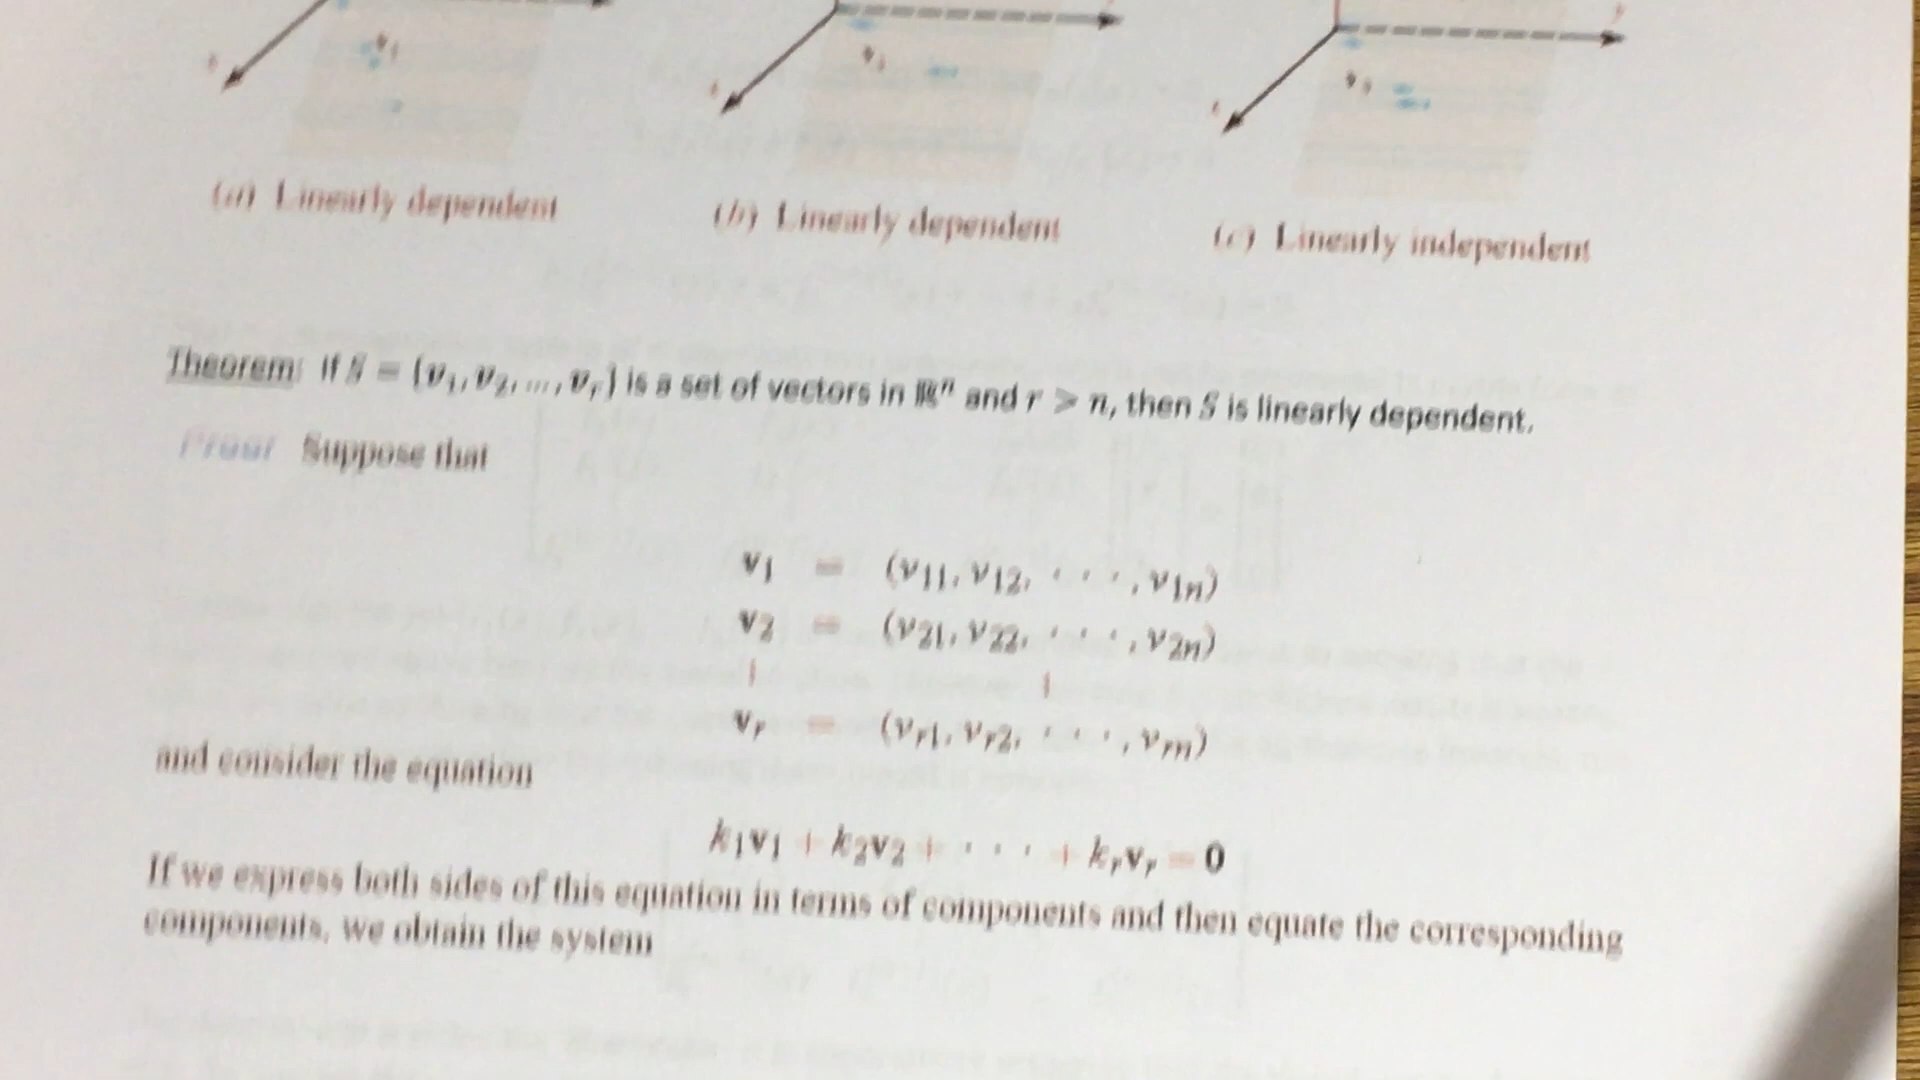 (a) Linearly dependent
(b) Linearly dependent
(c) Linearly independent
Theorem: If S = {v₁, v₂, ..., vᵣ} is a set of vectors in ℝⁿ and r > n, then S is linearly dependent.
Proof Suppose that
v₁ = (v₁₁, v₁₂, · · · , v₁ₙ)
v₂ = (v₂₁, v₂₂, · · · , v₂ₙ)
⋮ ⋮
vᵣ = (vᵣ₁, vᵣ₂, · · · , vᵣₙ)
and consider the equation
k₁v₁ + k₂v₂ + · · · + kᵣvᵣ = 0
If we express both sides of this equation in terms of components and then equate the corresponding
components, we obtain the system